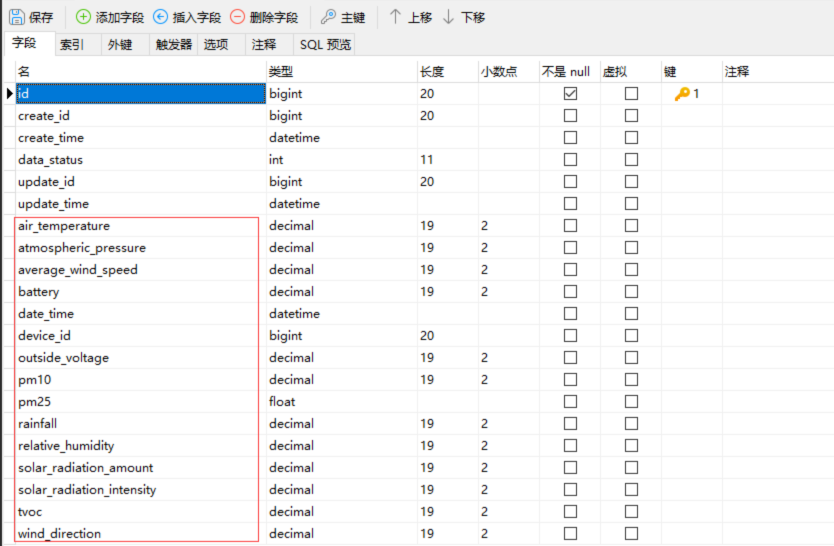 保存 添加字段 插入字段 删除字段 主键 上移 下移
字段 索引 外键 触发器 选项 注释 SQL 预览
名 类型 长度 小数点 不是 null 虚拟 键 注释
id bigint 20 1
create_id bigint 20
create_time datetime
data_status int 11
update_id bigint 20
update_time datetime
air_temperature decimal 19 2
atmospheric_pressure decimal 19 2
average_wind_speed decimal 19 2
battery decimal 19 2
date_time datetime
device_id bigint 20
outside_voltage decimal 19 2
pm10 decimal 19 2
pm25 float
rainfall decimal 19 2
relative_humidity decimal 19 2
solar_radiation_amount decimal 19 2
solar_radiation_intensity decimal 19 2
tvoc decimal 19 2
wind_direction decimal 19 2